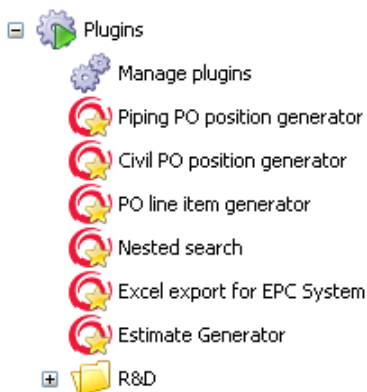 Plugins
Manage plugins
Piping PO position generator
Civil PO position generator
PO line item generator
Nested search
Excel export for EPC System
Estimate Generator
R&D